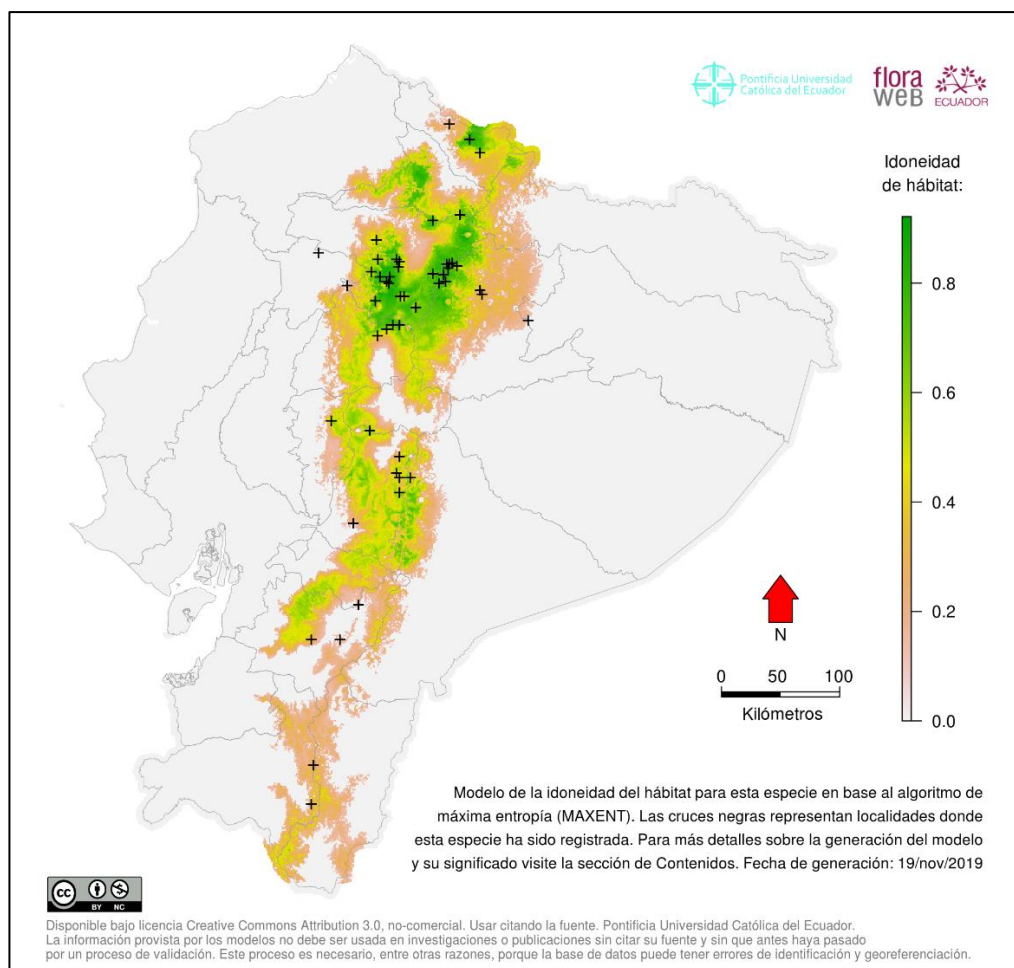 Pontificia Universidad
Católica del Ecuador
flora
WEB
ECUADOR
Idoneidad
de hábitat:
0.8
0.6
0.4
0.2
0.0
N
0 50 100
Kilómetros
Modelo de la idoneidad del hábitat para esta especie en base al algoritmo de
máxima entropía (MAXENT). Las cruces negras representan localidades donde
esta especie ha sido registrada. Para más detalles sobre la generación del modelo
y su significado visite la sección de Contenidos. Fecha de generación: 19/nov/2019
cc
BY NC
Disponible bajo licencia Creative Commons Attribution 3.0, no-comercial. Usar citando la fuente. Pontificia Universidad Católica del Ecuador.
La información provista por los modelos no debe ser usada en investigaciones o publicaciones sin citar su fuente y sin que antes haya pasado
por un proceso de validación. Este proceso es necesario, entre otras razones, porque la base de datos puede tener errores de identificación y georeferenciación.